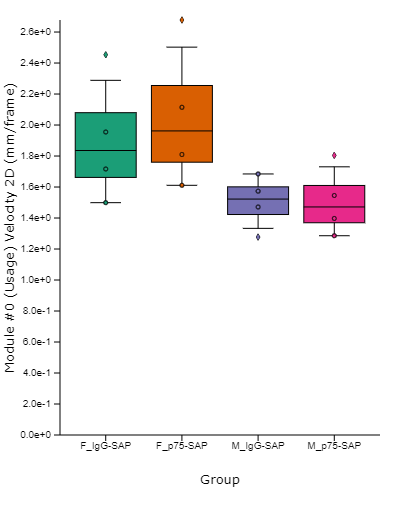 2.6e+0
2.4e+0
2.2e+0
2.0e+0
1.8e+0
1.6e+0
1.4e+0
1.2e+0
1.0e+0
8.0e-1
6.0e-1
4.0e-1
2.0e-1
0.0e+0
Module #0 (Usage) Velocity 2D (mm/frame)
F_IgG-SAP F_p75-SAP M_IgG-SAP M_p75-SAP
Group